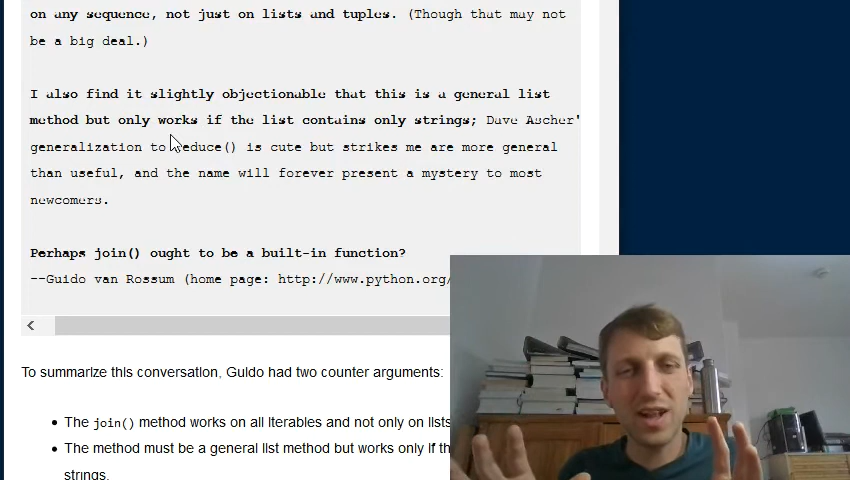 on any sequence, not just on lists and tuples. (Though that may not
be a big deal.)
I also find it slightly objectionable that this is a general list
method but only works if the list contains only strings; Dave Ascher'
generalization to reduce() is cute but strikes me are more general
than useful, and the name will forever present a mystery to most
newcomers.
Perhaps join() ought to be a built-in function?
--Guido van Rossum (home page: http://www.python.org/
To summarize this conversation, Guido had two counter arguments:
The join() method works on all iterables and not only on lists
The method must be a general list method but works only if th
strings.